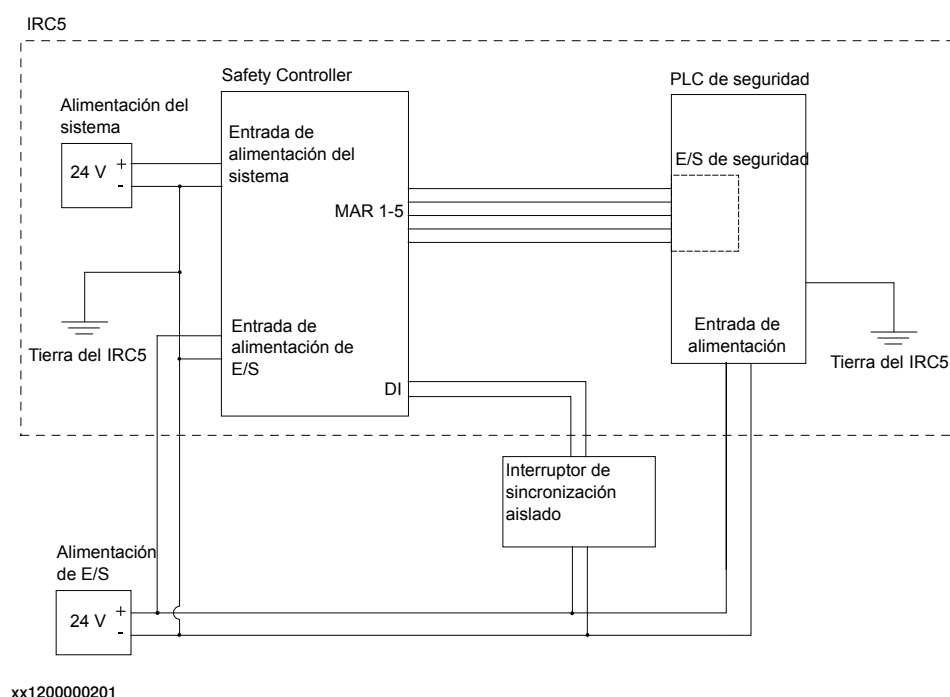 IRC5
Safety Controller
PLC de seguridad
Alimentación del
sistema
24 V
+
-
Entrada de
alimentación del
sistema
E/S de seguridad
MAR 1-5
Entrada de
alimentación de
E/S
Entrada de
alimentación
Tierra del IRC5
Tierra del IRC5
DI
Interruptor de
sincronización
aislado
Alimentación
de E/S
24 V
+
-
xx1200000201